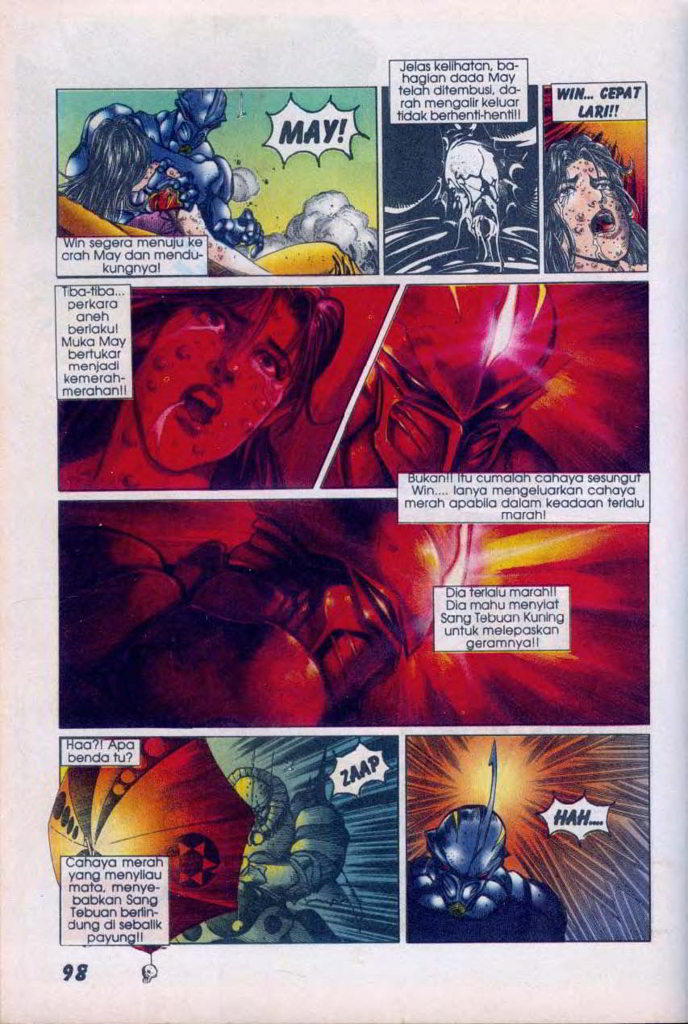 MAY!
Win segera menuju ke
arah May dan mendu-
kungnya!
Jelas kelihatan, ba-
hagian dada May
telah ditembusi, da-
rah mengalir keluar
tidak berhenti-henti!!
WIN... CEPAT
LARI!!
Tiba-tiba...
perkara
aneh
berlaku!
Muka May
bertukar
menjadi
kemerah-
merahan!!
Bukan!! Itu cumalah cahaya sesungut
Win.... Ianya mengeluarkan cahaya
merah apabila dalam keadaan terlalu
marah!
Dia terlalu marah!!
Dia mahu menyiat
Sang Tebuan Kuning
untuk melepaskan
geramnya!!
Haa?! Apa
benda tu?
ZAAP
Cahaya merah
yang menyilau
mata, menye-
babkan Sang
Tebuan berlin-
dung di sebalik
payung!!
HAH....
98